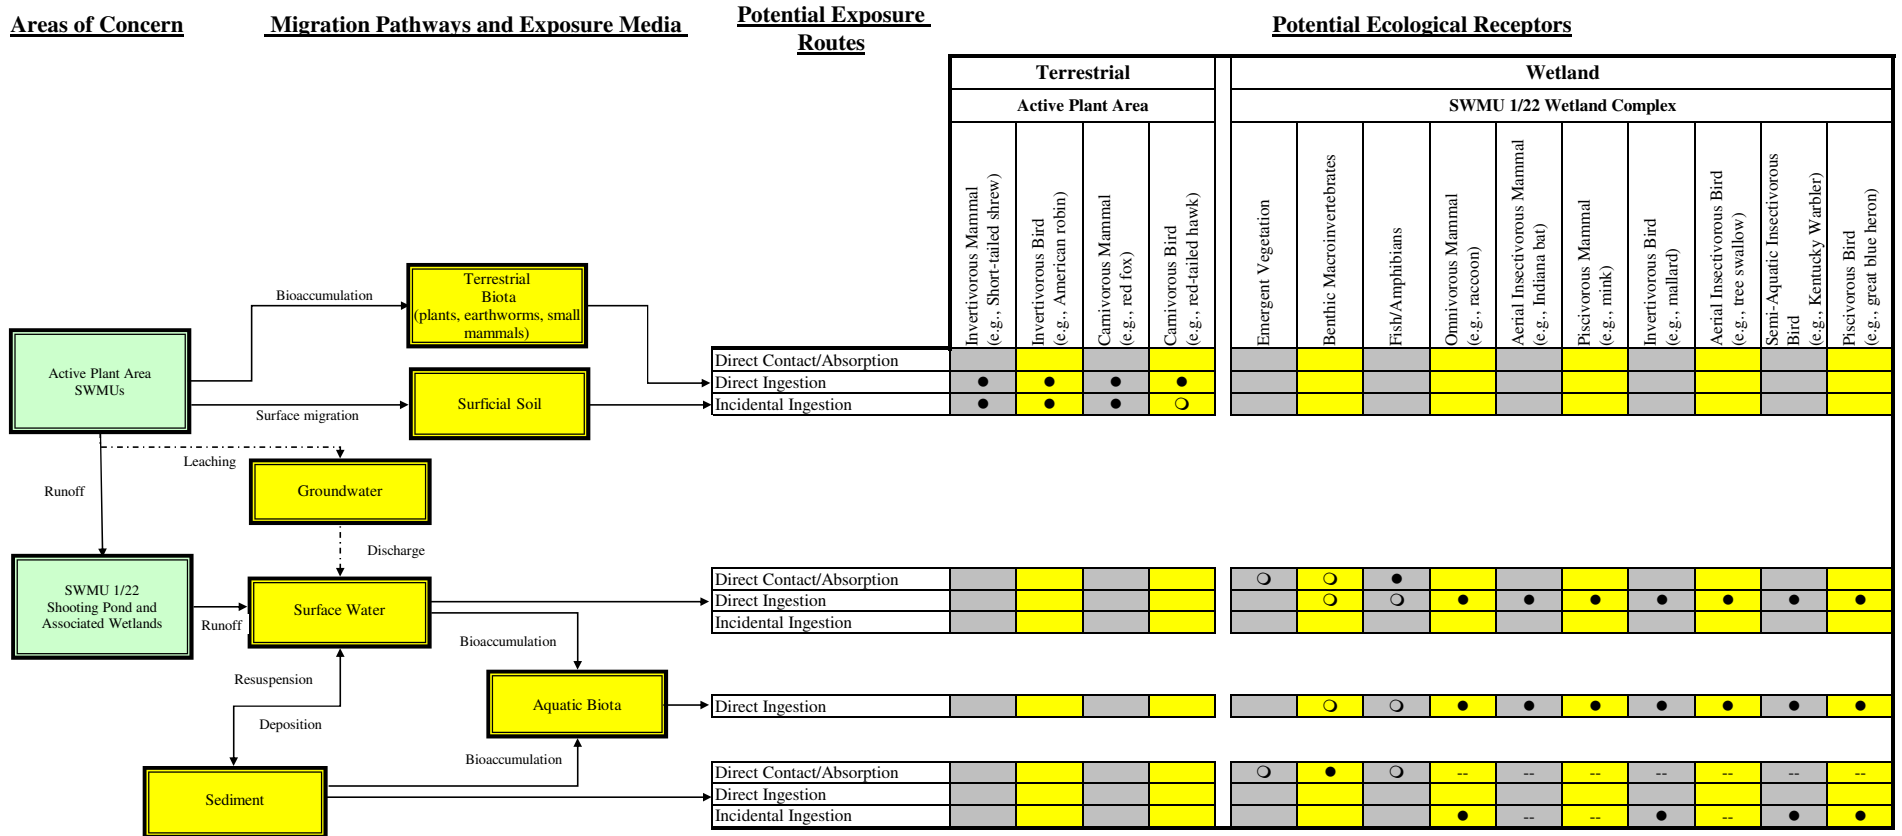 Areas of Concern
Migration Pathways and Exposure Media
Potential Exposure
Routes
Potential Ecological Receptors
Terrestrial
Wetland
Active Plant Area
SWMU 1/22 Wetland Complex
Invertivorous Mammal
(e.g., Short-tailed shrew)
Invertivorous Bird
(e.g., American robin)
Carnivorous Mammal
(e.g., red fox)
Carnivorous Bird
(e.g., red-tailed hawk)
Emergent Vegetation
Benthic Macroinvertebrates
Fish/Amphibians
Omnivorous Mammal
(e.g., raccoon)
Aerial Insectivorous Mammal
(e.g., Indiana bat)
Piscivorous Mammal
(e.g., mink)
Invertivorous Bird
(e.g., mallard)
Aerial Insectivorous Bird
(e.g., tree swallow)
Semi-Aquatic Insectivorous
Bird
(e.g., Kentucky Warbler)
Piscivorous Bird
(e.g., great blue heron)
Terrestrial
Biota
(plants, earthworms, small
mammals)
Bioaccumulation
Active Plant Area
SWMUs
Surface migration
Surficial Soil
Direct Contact/Absorption
Direct Ingestion ● ● ● ●
Incidental Ingestion ● ● ● ❍
Leaching
Runoff
Groundwater
Discharge
SWMU 1/22
Shooting Pond and
Associated Wetlands
Runoff
Surface Water
Direct Contact/Absorption ❍ ❍ ●
Direct Ingestion ❍ ❍ ● ● ● ● ● ● ●
Incidental Ingestion
Bioaccumulation
Resuspension
Deposition
Aquatic Biota
Direct Ingestion ❍ ❍ ● ● ● ● ● ● ●
Bioaccumulation
Sediment
Direct Contact/Absorption ❍ ● ❍ -- -- -- -- -- -- --
Direct Ingestion
Incidental Ingestion ● -- -- ● -- ● ●